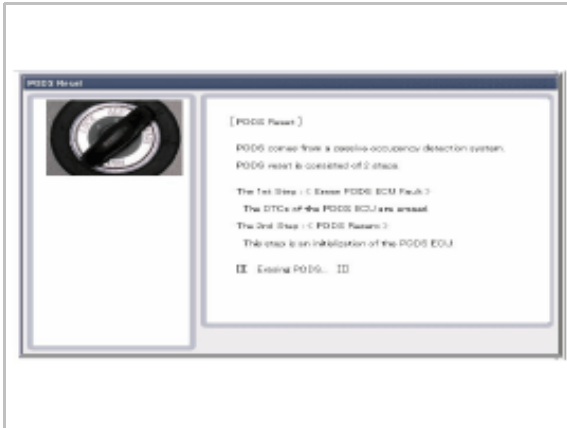 PODS Reset
[ PODS Reset ]
PODS comes from a passive occupancy detection system.
PODS reset is consisted of 2 steps.
The 1st Step : < Erase PODS ECU Fault >
The DTCs of the PODS ECU are erased.
The 2nd Step : < PODS Rezero >
This step is an initialization of the PODS ECU
Erasing PODS...